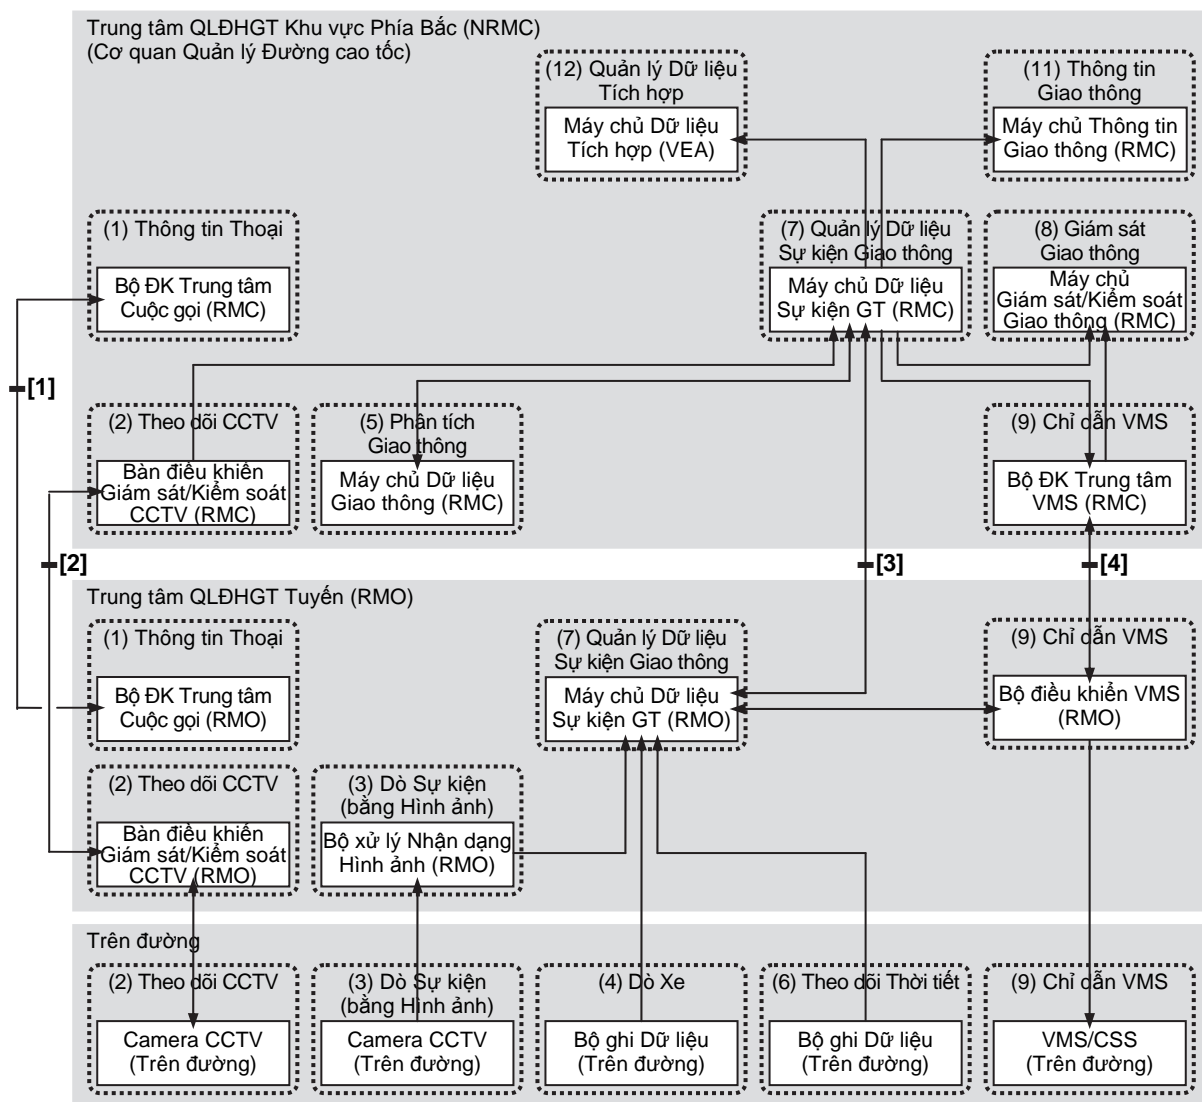 Trung tâm QLĐHGT Khu vực Phía Bắc (NRMC)
(Cơ quan Quản lý Đường cao tốc)
(12) Quản lý Dữ liệu
Tích hợp
Máy chủ Dữ liệu
Tích hợp (VEA)
(11) Thông tin
Giao thông
Máy chủ Thông tin
Giao thông (RMC)
(1) Thông tin Thoại
Bộ ĐK Trung tâm
Cuộc gọi (RMC)
(7) Quản lý Dữ liệu
Sự kiện Giao thông
Máy chủ Dữ liệu
Sự kiện GT (RMC)
(8) Giám sát
Giao thông
Máy chủ
Giám sát/Kiểm soát
Giao thông (RMC)
[1]
(2) Theo dõi CCTV
Bàn điều khiển
Giám sát/Kiểm soát
CCTV (RMC)
(5) Phân tích
Giao thông
Máy chủ Dữ liệu
Giao thông (RMC)
(9) Chỉ dẫn VMS
Bộ ĐK Trung tâm
VMS (RMC)
[2]
[3]
[4]
Trung tâm QLĐHGT Tuyến (RMO)
(1) Thông tin Thoại
Bộ ĐK Trung tâm
Cuộc gọi (RMO)
(7) Quản lý Dữ liệu
Sự kiện Giao thông
Máy chủ Dữ liệu
Sự kiện GT (RMO)
(9) Chỉ dẫn VMS
Bộ điều khiển VMS
(RMO)
(2) Theo dõi CCTV
Bàn điều khiển
Giám sát/Kiểm soát
CCTV (RMO)
(3) Dò Sự kiện
(bằng Hình ảnh)
Bộ xử lý Nhận dạng
Hình ảnh (RMO)
Trên đường
(2) Theo dõi CCTV
Camera CCTV
(Trên đường)
(3) Dò Sự kiện
(bằng Hình ảnh)
Camera CCTV
(Trên đường)
(4) Dò Xe
Bộ ghi Dữ liệu
(Trên đường)
(6) Theo dõi Thời tiết
Bộ ghi Dữ liệu
(Trên đường)
(9) Chỉ dẫn VMS
VMS/CSS
(Trên đường)